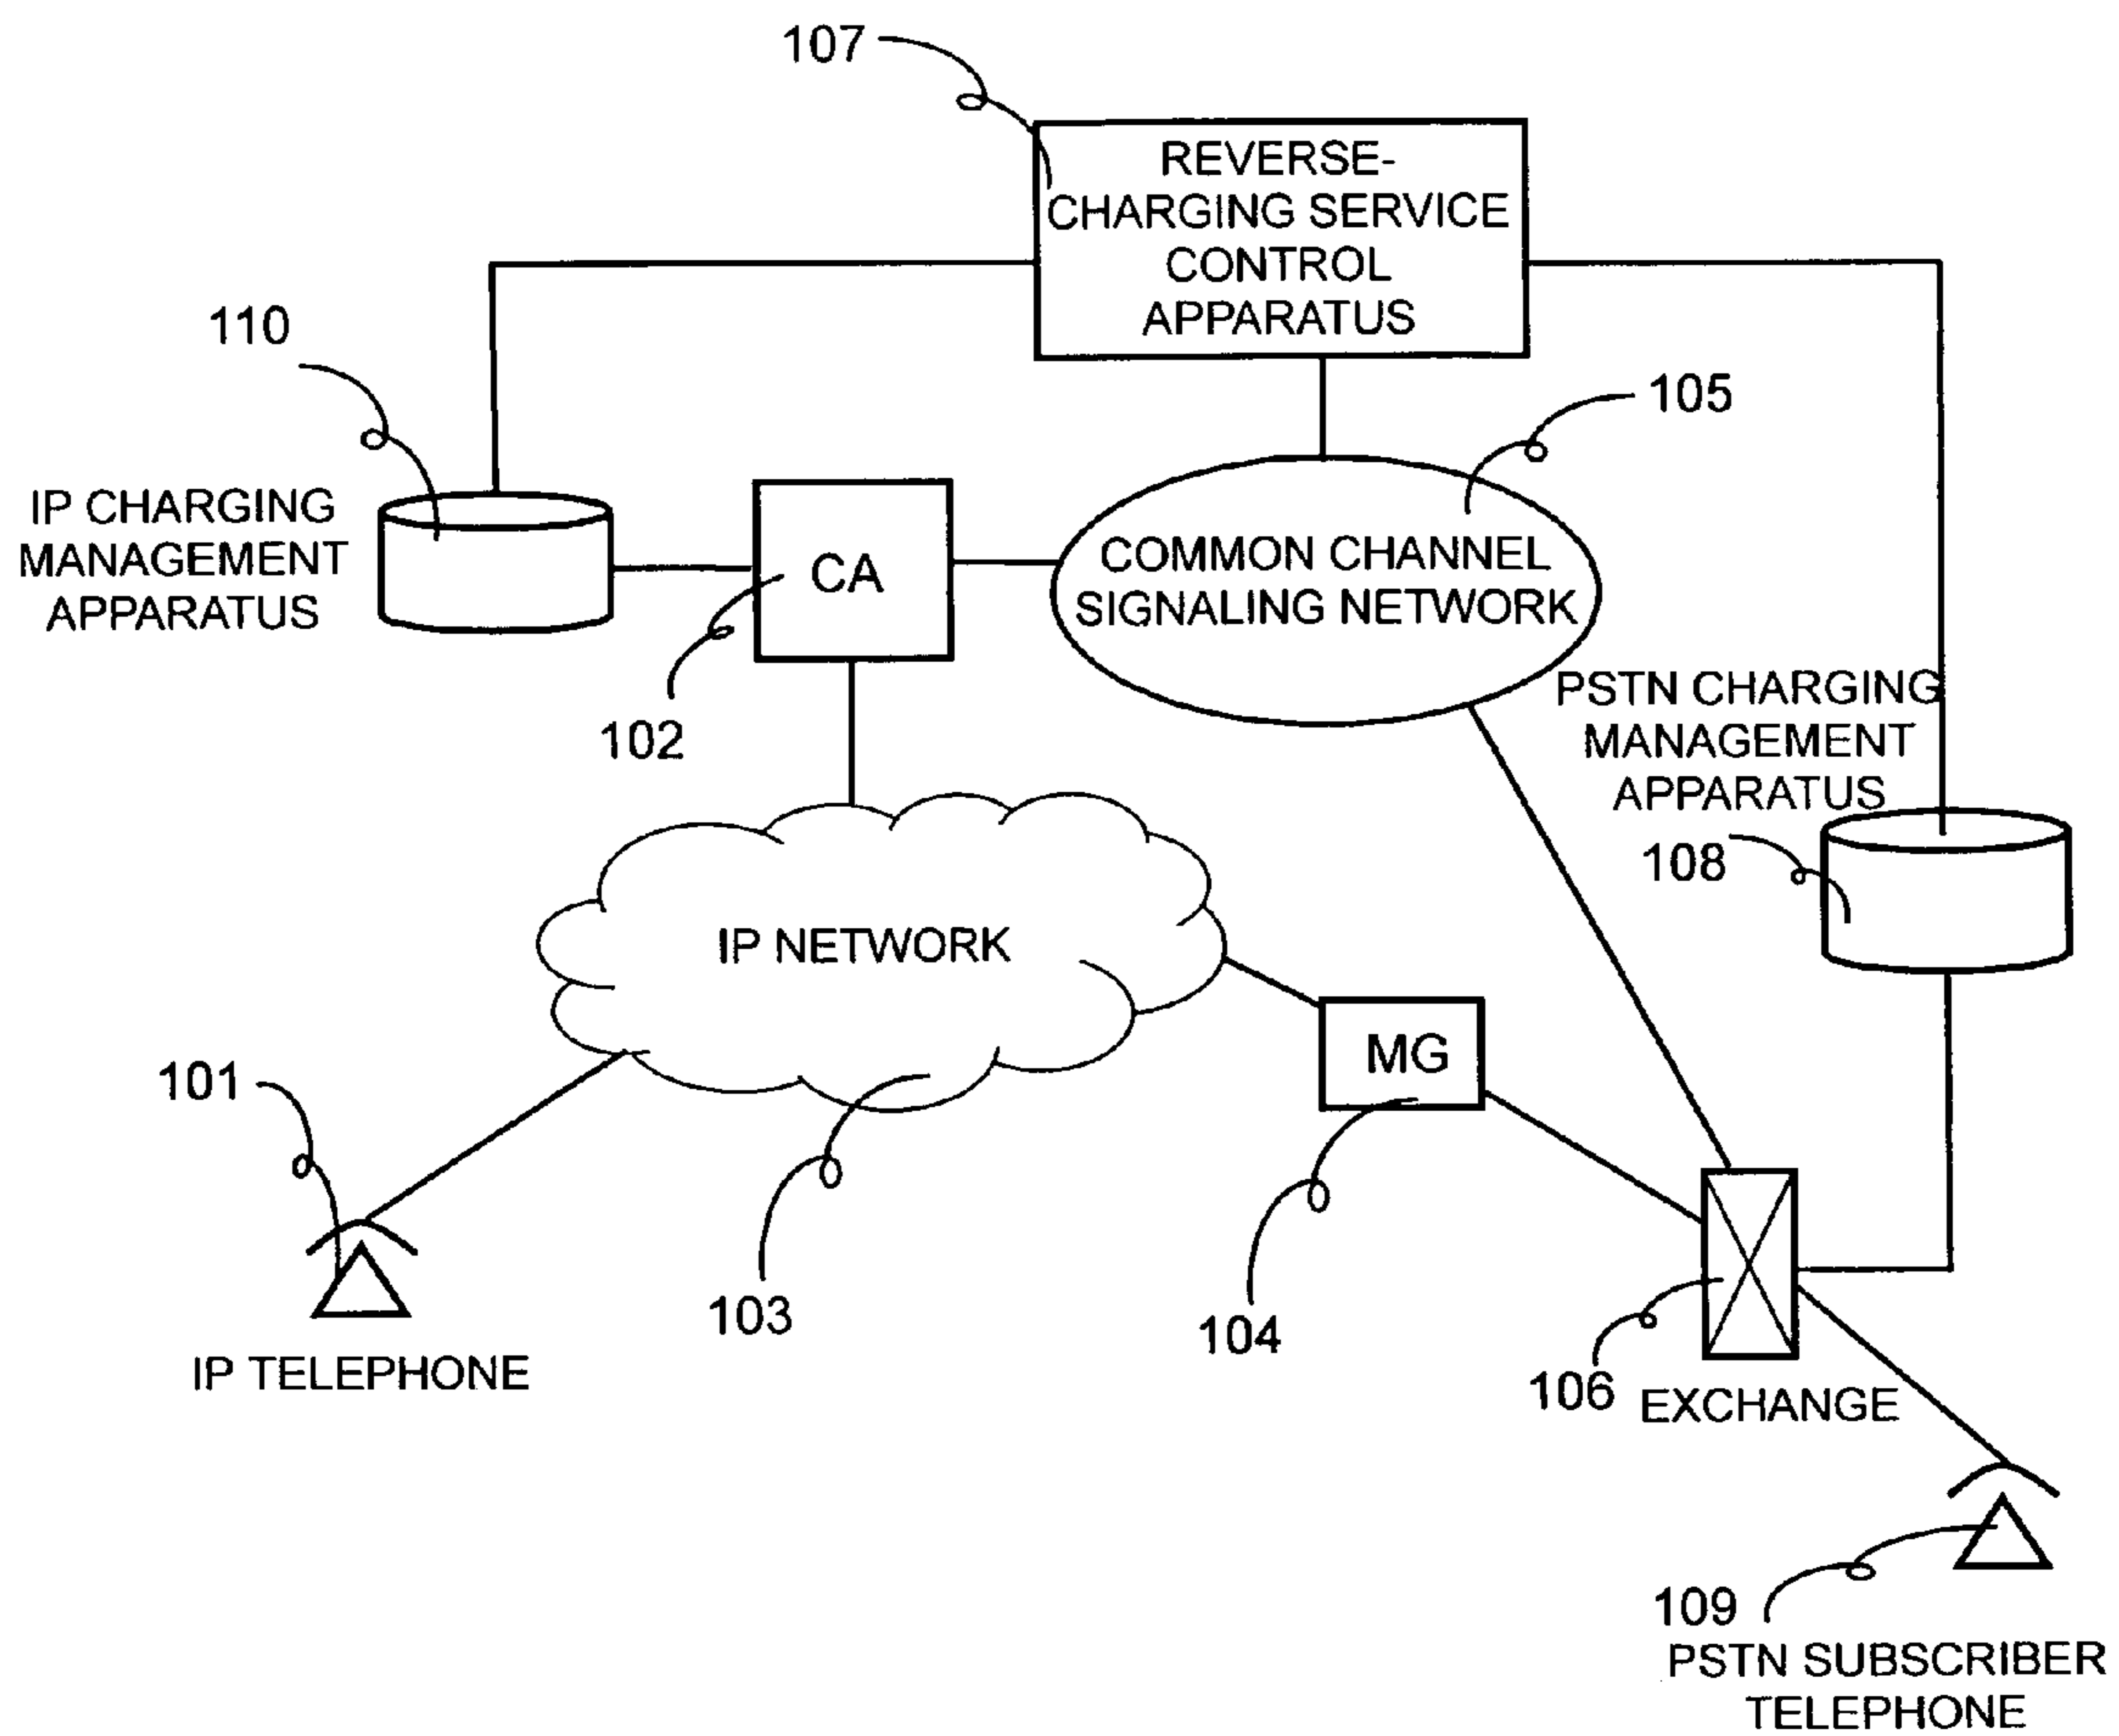 107
REVERSE-
CHARGING SERVICE
CONTROL
APPARATUS
110
105
IP CHARGING
MANAGEMENT
APPARATUS
CA
COMMON CHANNEL
SIGNALING NETWORK
102
PSTN CHARGING
MANAGEMENT
APPARATUS
108
IP NETWORK
MG
101
103
104
IP TELEPHONE
106
EXCHANGE
109
PSTN SUBSCRIBER
TELEPHONE